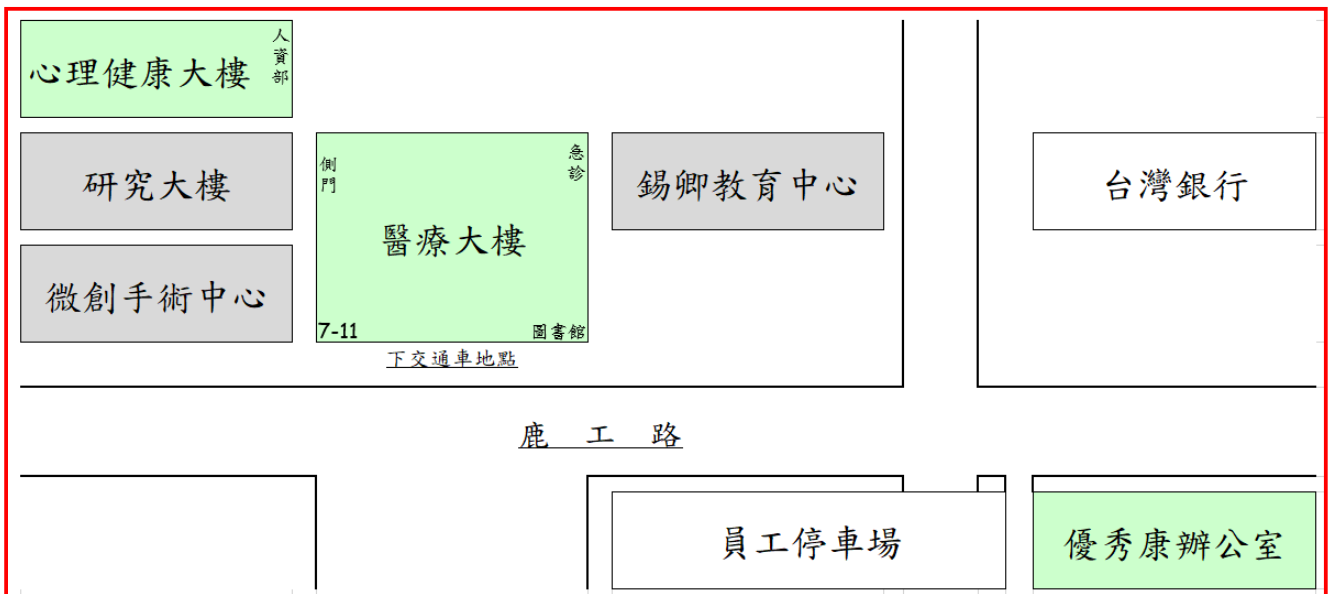 心理健康大樓
人資部
研究大樓
側門
急診
錫卿教育中心
台灣銀行
醫療大樓
微創手術中心
7-11
圖書館
下交通車地點
鹿工路
員工停車場
優秀康辦公室